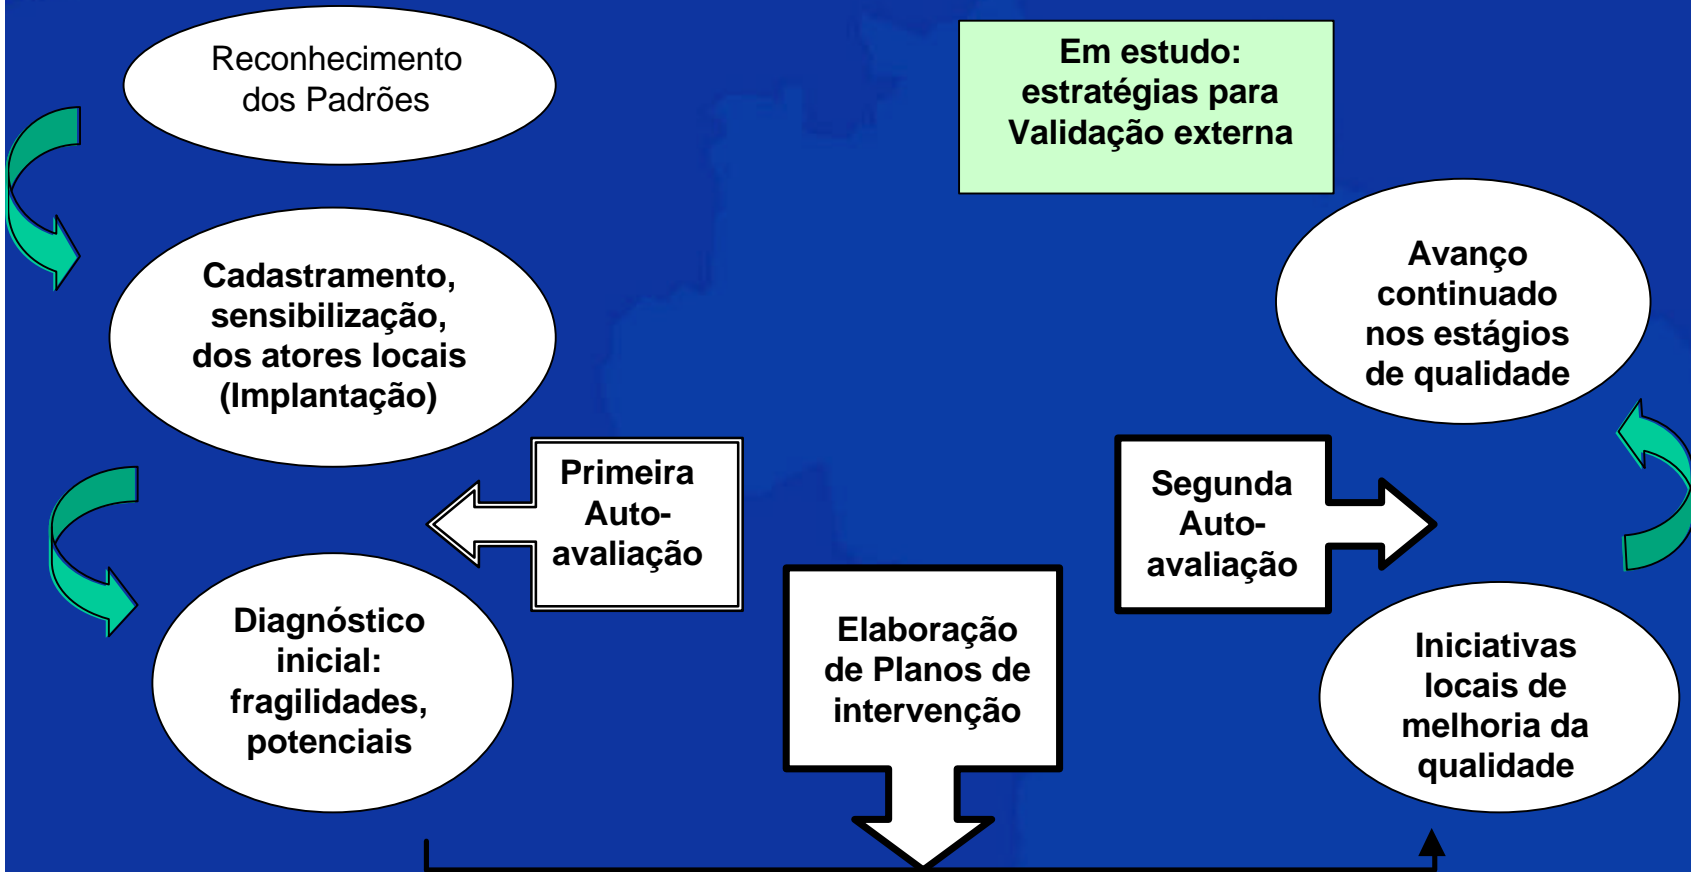 Reconhecimento
dos Padrões
Cadastramento,
sensibilização,
dos atores locais
(Implantação)
Primeira
Auto-
avaliação
Diagnóstico
inicial:
fragilidades,
potenciais
Elaboração
de Planos de
intervenção
Segunda
Auto-
avaliação
Iniciativas
locais de
melhoria da
qualidade
Avanço
continuado
nos estágios
de qualidade
Em estudo:
estratégias para
Validação externa